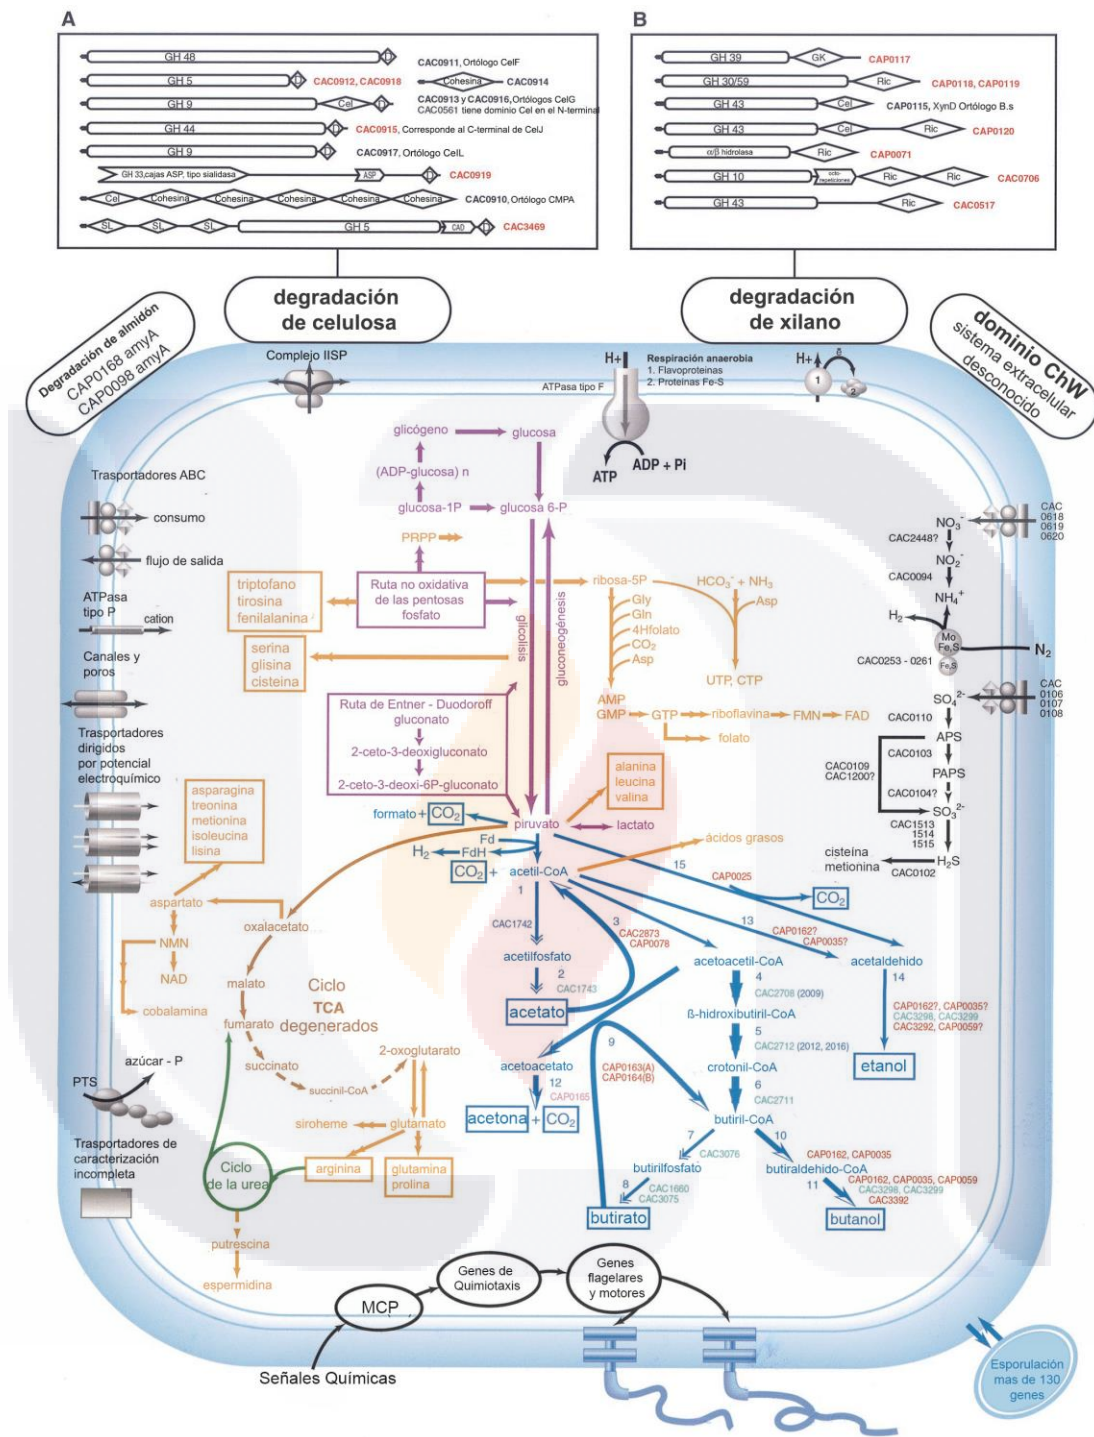 A
GH 48
CAC0911, Ortólogo CelF
GH 5
CAC0912, CAC0918
Cohesina
CAC0914
GH 9
Cel
CAC0913 y CAC0916, Ortólogos CelG
CAC0561 tiene dominio Cel en el N-terminal
GH 44
CAC0915, Corresponde al C-terminal de CelJ
GH 9
CAC0917, Ortólogo CelL
GH 33,cajas ASP, tipo sialidasa
ASP
CAC0919
Cel
Cohesina
Cohesina
Cohesina
Cohesina
Cohesina
CAC0910, Ortólogo CMPA
SL
SL
SL
GH 5
CAD
CAC3469
B
GH 39
GK
CAP0117
GH 30/59
Ric
CAP0118, CAP0119
GH 43
Cel
CAP0115, XynD Ortólogo B.s
GH 43
Cel
Ric
CAP0120
α/β hidrolasa
Ric
CAP0071
GH 10
octo-
repeticiones
Ric
Ric
CAC0706
GH 43
Ric
CAC0517
degradación
de celulosa
degradación
de xilano
Degradación de almidón
CAP0168 amyA
CAP0098 amyA
dominio ChW
sistema extracelular
desconocido
Complejo IISP
H+
ATPasa tipo F
Respiración anaerobia
1. Flavoproteínas
2. Proteinas Fe-S
H+
1
2
ATP
ADP + Pi
Trasportadores ABC
consumo
flujo de salida
ATPasa
tipo P
cation
Canales y
poros
Trasportadores
dirigidos
por potencial
electroquímico
PTS
azúcar - P
Trasportadores de
caracterización
incompleta
glicógeno
glucosa
(ADP-glucosa) n
glucosa-1P
glucosa 6-P
PRPP
Ruta no oxidativa
de las pentosas
fosfato
triptofano
tirosina
fenilalanina
serina
glisina
cisteina
glicolisis
gluconeogénesis
ribosa-5P
Gly
Gln
4Hfolato
CO2
Asp
HCO3- + NH3
Asp
UTP, CTP
AMP
GMP
GTP
riboflavina
FMN
FAD
folato
Ruta de Entner - Duodoroff
gluconato
2-ceto-3-deoxigluconato
2-ceto-3-deoxi-6P-gluconato
alanina
leucina
valina
formato + CO2
piruvato
lactato
Fd
H2
FdH
CO2 +
acetil-CoA
ácidos grasos
asparagina
treonina
metionina
isoleucina
lisina
aspartato
oxalacetato
NMN
NAD
cobalamina
malato
fumarato
succinato
succinil-CoA
2-oxoglutarato
Ciclo
TCA
degenerados
siroheme
glutamato
arginina
glutamina
prolina
Ciclo
de la urea
putrescina
espermidina
1
CAC1742
acetilfosfato
2
CAC1743
acetato
3
CAC2873
CAP0078
15
CAP0025
CO2
13
CAP0162?
CAP0035?
acetaldehido
14
CAP0162?, CAP0035?
CAC3298, CAC3299
CAC3292, CAP0059?
etanol
acetoacetil-CoA
4
CAC2708 (2009)
ß-hidroxibutiril-CoA
5
CAC2712 (2012, 2016)
crotonil-CoA
6
CAC2711
butiril-CoA
acetoacetato
12
CAP0165
acetona + CO2
9
CAP0163(A)
CAP0164(B)
7
CAC3076
butirilfosfato
8
CAC1660
CAC3075
butirato
10
CAP0162, CAP0035
butiraldehido-CoA
11
CAP0162, CAP0035, CAP0059
CAC3298, CAC3299
CAC3392
butanol
NO3-
CAC
0618
0619
0620
CAC2448?
NO2-
CAC0094
NH4+
H2
Mo
Fe,S
Fe,S
N2
CAC0253 - 0261
SO42-
CAC
0106
0107
0108
CAC0110
APS
CAC0103
CAC0109
CAC1200?
PAPS
CAC0104?
SO32-
CAC1513
1514
1515
cisteína
metionina
H2S
CAC0102
Señales Químicas
MCP
Genes de
Quimiotaxis
Genes
flagelares
y motores
Esporulación
mas de 130
genes